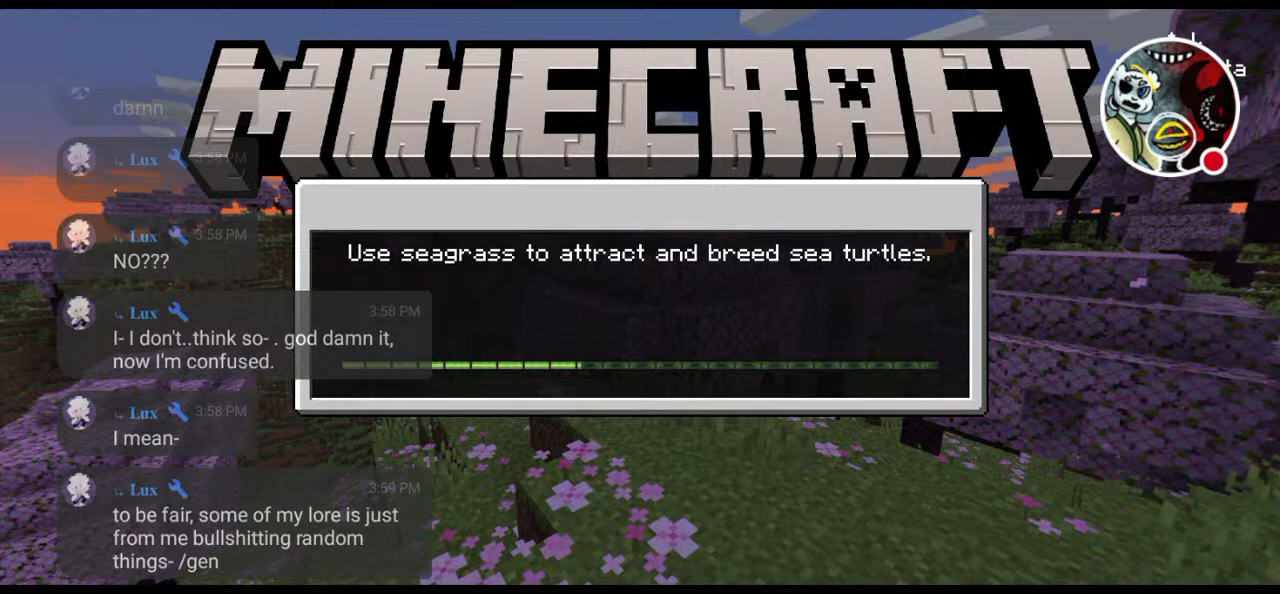 MINECRAFT
ta
damn
Lux 3:58 PM
.
Lux 3:58 PM
NO???
Lux 3:58 PM
I- I don't..think so- . god damn it,
now I'm confused.
Lux 3:58 PM
I mean-
Lux 3:59 PM
to be fair, some of my lore is just
from me bullshitting random
things- /gen
Use seagrass to attract and breed sea turtles.